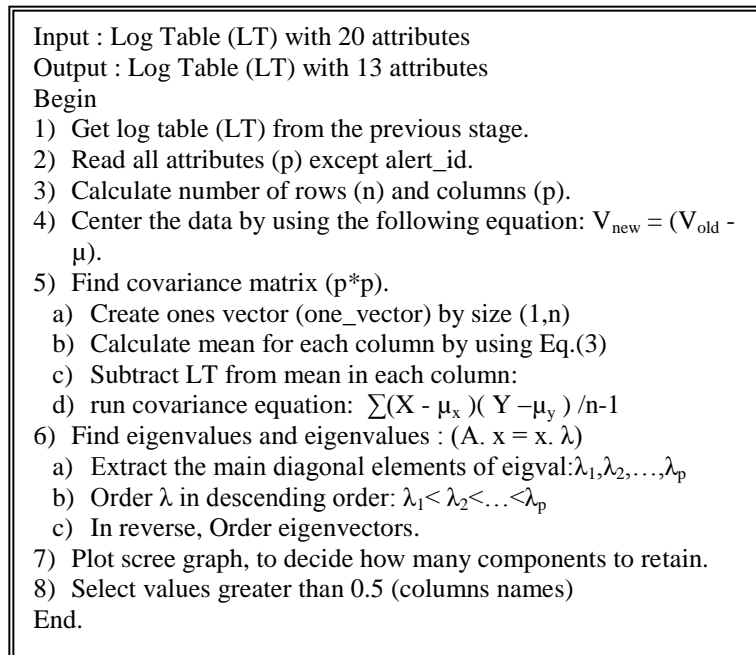 Input : Log Table (LT) with 20 attributes
Output : Log Table (LT) with 13 attributes
Begin
1) Get log table (LT) from the previous stage.
2) Read all attributes (p) except alert_id.
3) Calculate number of rows (n) and columns (p).
4) Center the data by using the following equation: Vnew = (Vold -
µ).
5) Find covariance matrix (p*p).
a) Create ones vector (one_vector) by size (1,n)
b) Calculate mean for each column by using Eq.(3)
c) Subtract LT from mean in each column:
d) run covariance equation: ∑(X - µx )( Y –µy ) /n-1
6) Find eigenvalues and eigenvalues : (A. x = x. λ)
a) Extract the main diagonal elements of eigval:λ1,λ2,…,λp
b) Order λ in descending order: λ1< λ2<…<λp
c) In reverse, Order eigenvectors.
7) Plot scree graph, to decide how many components to retain.
8) Select values greater than 0.5 (columns names)
End.